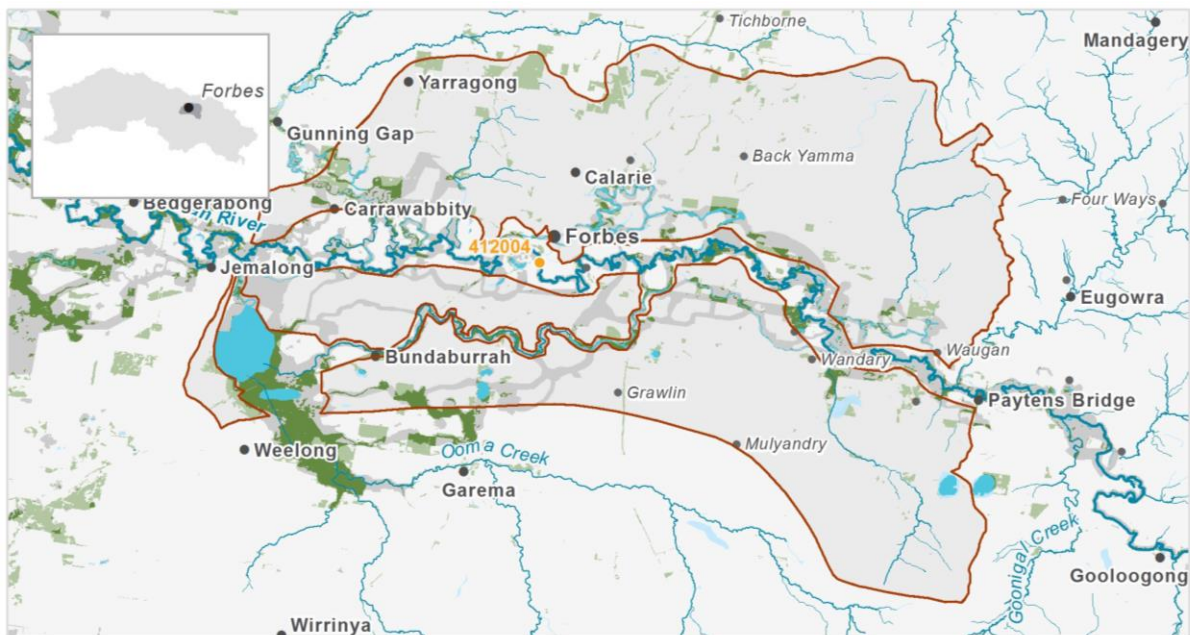 Tichborne
Mandagery
Forbes
Yarragong
Gunning Gap
Back Yamma
Calarie
Four Ways
Bedgerabong
an River
Carrawabbity
Forbes
412004
Jemalong
Eugowra
Bundaburrah
Wandary
Waugan
Grawlin
Paytens Bridge
Mulyandry
Weelong
Ooma Creek
Garema
Gooloogong
Goonigal Creek
Wirrinya